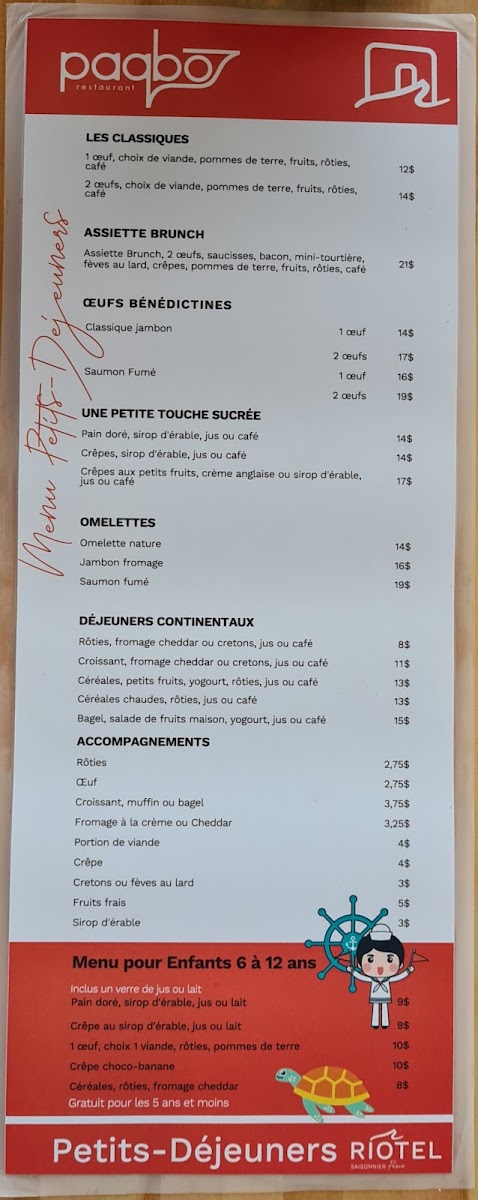 paqbō
restaurant
Menu Petits-Déjeuners
LES CLASSIQUES
1 œuf, choix de viande, pommes de terre, fruits, rôties,
café 12$
2 œufs, choix de viande, pommes de terre, fruits, rôties,
café 14$
ASSIETTE BRUNCH
Assiette Brunch, 2 œufs, saucisses, bacon, mini-tourtière,
fèves au lard, crêpes, pommes de terre, fruits, rôties, café 21$
ŒUFS BÉNÉDICTINES
Classique jambon 1 œuf 14$
2 œufs 17$
Saumon Fumé 1 œuf 16$
2 œufs 19$
UNE PETITE TOUCHE SUCRÉE
Pain doré, sirop d'érable, jus ou café 14$
Crêpes, sirop d'érable, jus ou café 14$
Crêpes aux petits fruits, crème anglaise ou sirop d'érable,
jus ou café 17$
OMELETTES
Omelette nature 14$
Jambon fromage 16$
Saumon fumé 19$
DÉJEUNERS CONTINENTAUX
Rôties, fromage cheddar ou cretons, jus ou café 8$
Croissant, fromage cheddar ou cretons, jus ou café 11$
Céréales, petits fruits, yogourt, rôties, jus ou café 13$
Céréales chaudes, rôties, jus ou café 13$
Bagel, salade de fruits maison, yogourt, jus ou café 15$
ACCOMPAGNEMENTS
Rôties 2,75$
Œuf 2,75$
Croissant, muffin ou bagel 3,75$
Fromage à la crème ou Cheddar 3,25$
Portion de viande 4$
Crêpe 4$
Cretons ou fèves au lard 3$
Fruits frais 5$
Sirop d'érable 3$
Menu pour Enfants 6 à 12 ans
Inclus un verre de jus ou lait
Pain doré, sirop d'érable, jus ou lait 9$
Crêpe au sirop d'érable, jus ou lait 9$
1 œuf, choix 1 viande, rôties, pommes de terre 10$
Crêpe choco-banane 10$
Céréales, rôties, fromage cheddar 8$
Gratuit pour les 5 ans et moins
Petits-Déjeuners RIOTEL
SAISONNIER Percé